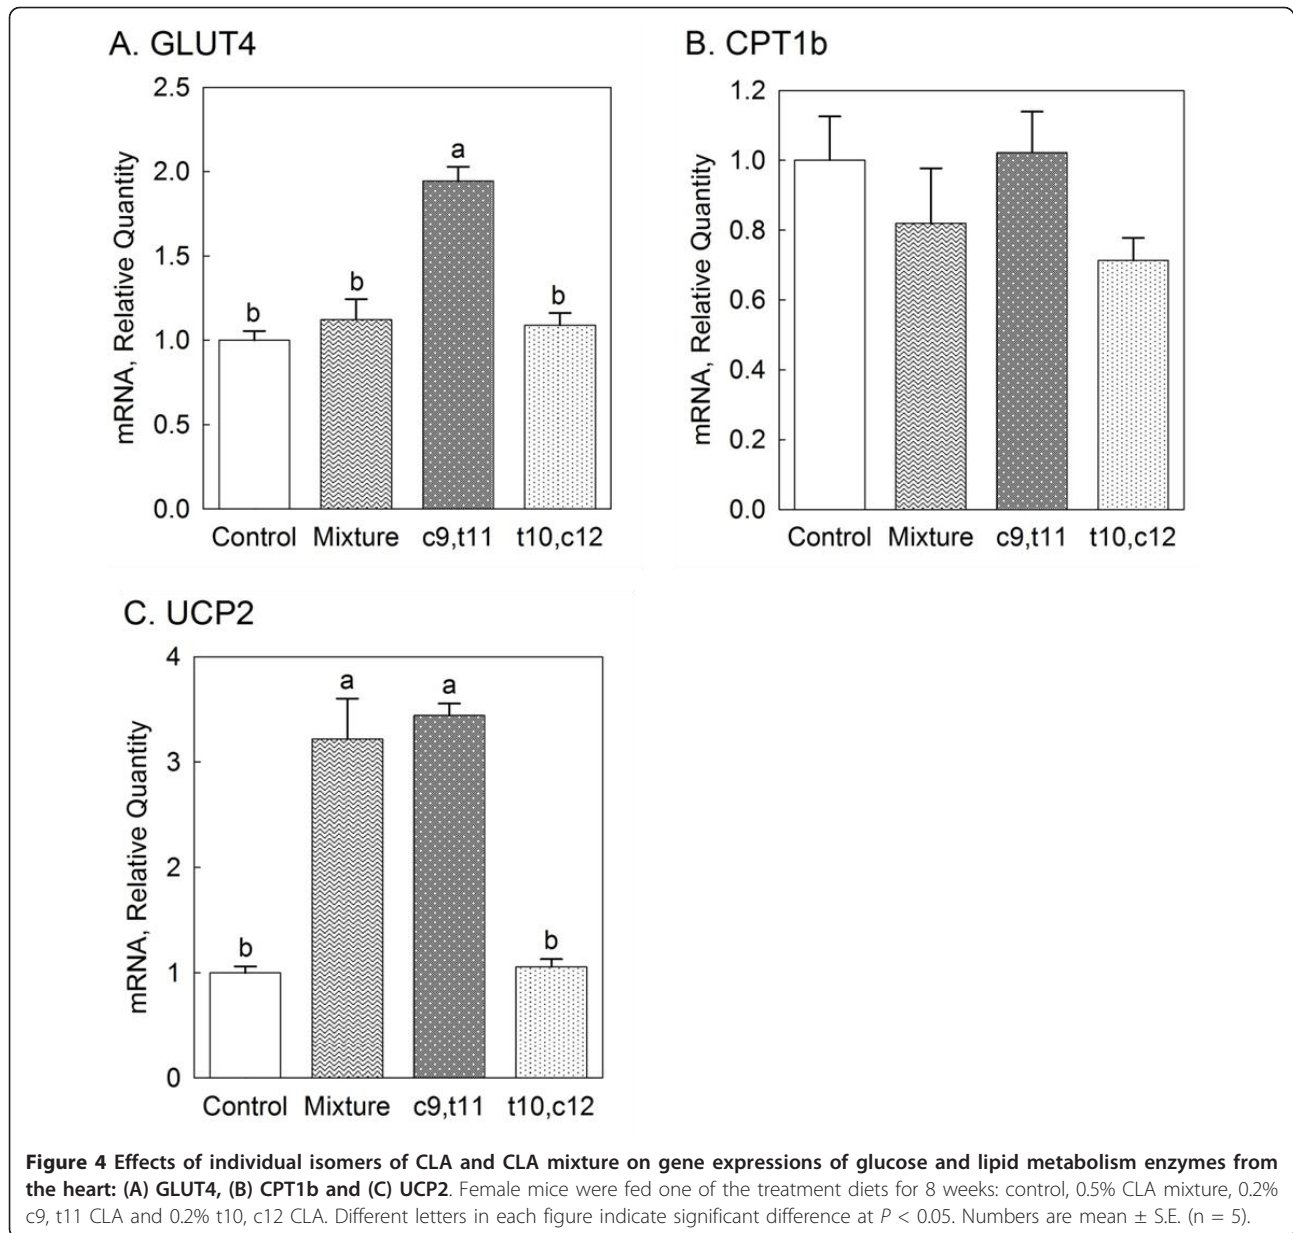 A. GLUT4
mRNA, Relative Quantity
2.5
2.0
1.5
1.0
0.5
0.0
b
b
a
b
Control Mixture c9,t11 t10,c12
B. CPT1b
mRNA, Relative Quantity
1.2
1.0
0.8
0.6
0.4
0.2
0.0
Control Mixture c9,t11 t10,c12
C. UCP2
mRNA, Relative Quantity
4
3
2
1
0
b
a
a
b
Control Mixture c9,t11 t10,c12
Figure 4 Effects of individual isomers of CLA and CLA mixture on gene expressions of glucose and lipid metabolism enzymes from
the heart: (A) GLUT4, (B) CPT1b and (C) UCP2. Female mice were fed one of the treatment diets for 8 weeks: control, 0.5% CLA mixture, 0.2%
c9, t11 CLA and 0.2% t10, c12 CLA. Different letters in each figure indicate significant difference at P < 0.05. Numbers are mean ± S.E. (n = 5).